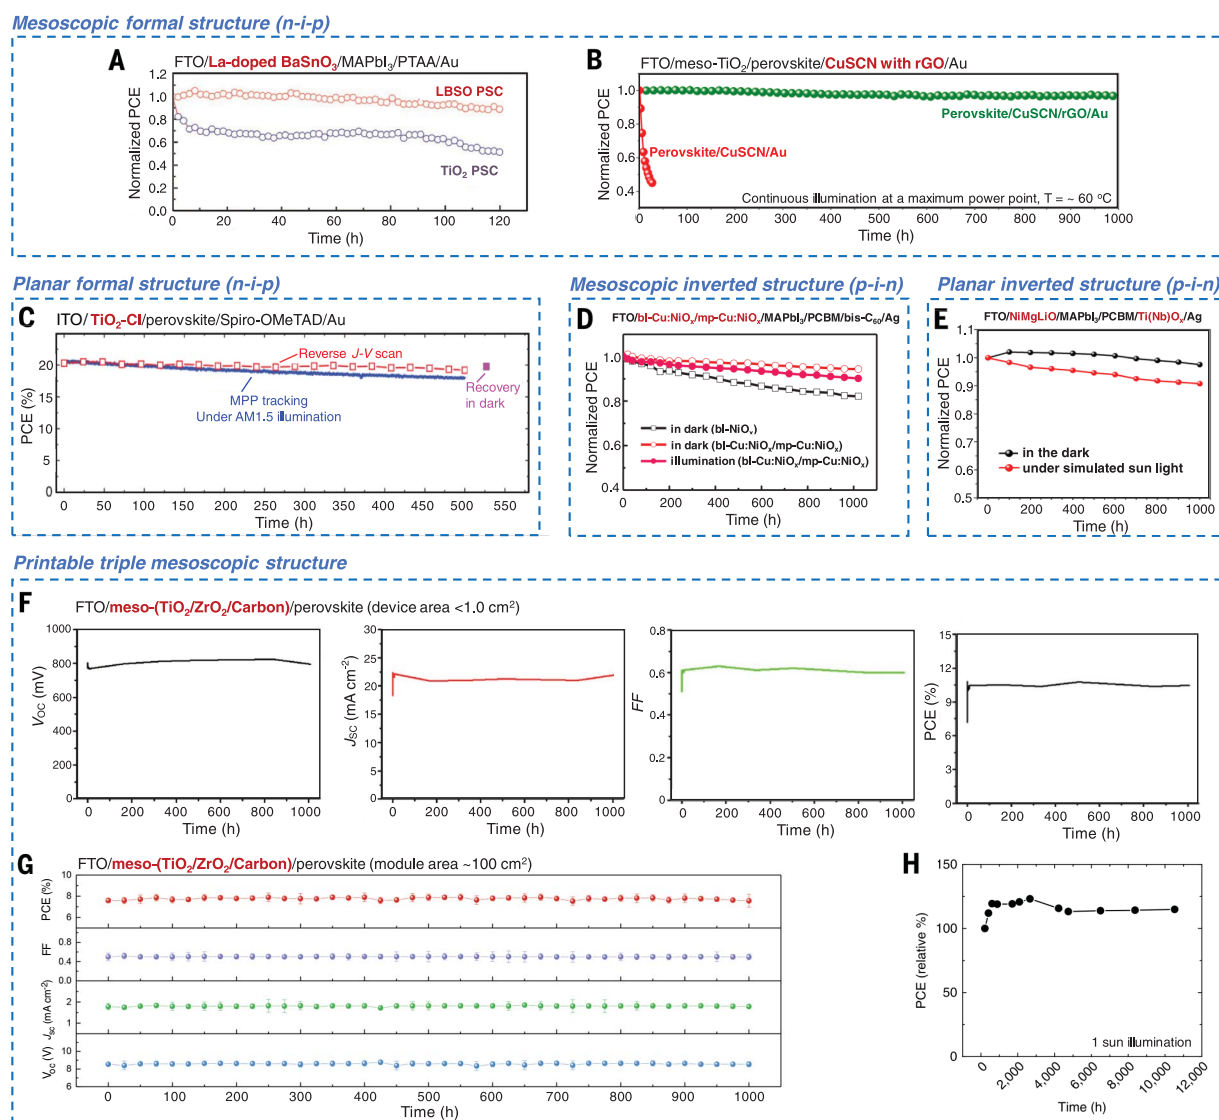 Mesoscopic formal structure (n-i-p)
A
FTO/La-doped BaSnO3/MAPbI3/PTAA/Au
Normalized PCE
1.2
1.0
0.8
0.6
0.4
0.2
0.0
LBSO PSC
TiO2 PSC
0 20 40 60 80 100 120
Time (h)
B
FTO/meso-TiO2/perovskite/CuSCN with rGO/Au
Normalized PCE
1.0
0.8
0.6
0.4
Perovskite/CuSCN/rGO/Au
Perovskite/CuSCN/Au
Continuous illumination at a maximum power point, T = ~ 60 °C
0 100 200 300 400 500 600 700 800 900 1000
Time (h)
Planar formal structure (n-i-p)
C
ITO/ TiO2-Cl/perovskite/Spiro-OMeTAD/Au
PCE (%)
25
20
15
10
5
0
Reverse J-V scan
MPP tracking
Under AM1.5 illumination
Recovery
in dark
0 50 100 150 200 250 300 350 400 450 500 550
Time (h)
Mesoscopic inverted structure (p-i-n)
D
FTO/bl-Cu:NiOx/mp-Cu:NiOx/MAPbI3/PCBM/bis-C60/Ag
Normalized PCE
1.0
0.8
0.6
0.4
in dark (bl-NiOx)
in dark (bl-Cu:NiOx/mp-Cu:NiOx)
illumination (bl-Cu:NiOx/mp-Cu:NiOx)
0 200 400 600 800 1000
Time (h)
Planar inverted structure (p-i-n)
E
FTO/NiMgLiO/MAPbI3/PCBM/Ti(Nb)Ox/Ag
Normalized PCE
1.1
1.0
0.9
0.8
0.7
0.6
0.5
in the dark
under simulated sun light
0 200 400 600 800 1000
Time (h)
Printable triple mesoscopic structure
F
FTO/meso-(TiO2/ZrO2/Carbon)/perovskite (device area <1.0 cm2)
VOC (mV)
1000
800
600
400
200
0
0 200 400 600 800 1000
Time (h)
JSC (mA cm-2)
30
25
20
15
10
5
0
0 200 400 600 800 1000
Time (h)
FF
0.8
0.6
0.4
0.2
0.0
0 200 400 600 800 1000
Time (h)
PCE (%)
15
12
9
6
3
0
0 200 400 600 800 1000
Time (h)
G
FTO/meso-(TiO2/ZrO2/Carbon)/perovskite (module area ~100 cm2)
PCE (%)
10
8
6
FF
0.8
0.4
0.0
JSC (mA cm-2)
2
1
VOC (V)
10
8
6
0 100 200 300 400 500 600 700 800 900 1000
Time (h)
H
PCE (relative %)
150
100
50
0
1 sun illumination
0 2,000 4,000 6,000 8,000 10,000 12,000
Time (h)